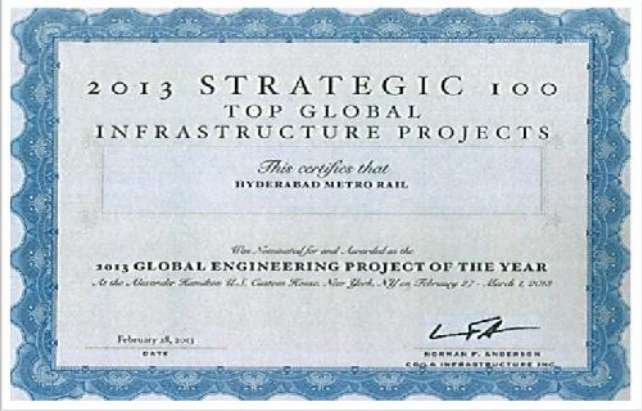 2013 STRATEGIC 100
TOP GLOBAL
INFRASTRUCTURE PROJECTS
This certifies that
HYDERABAD METRO RAIL
Was Nominated for and Awarded as the
2013 GLOBAL ENGINEERING PROJECT OF THE YEAR
At the Alexander Hamilton U.S. Custom House, New York, NY on February 27 - March 1, 2013
February 28, 2013
DATE
NORMAN F. ANDERSON
CG/LA INFRASTRUCTURE INC